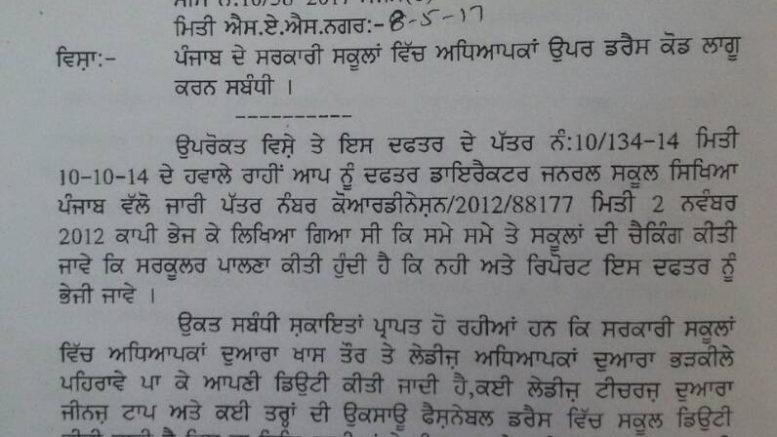 ਮਿਤੀ ਐਸ.ਏ.ਐਸ.ਨਗਰ:- 8-5-17
ਵਿਸ਼ਾ:- ਪੰਜਾਬ ਦੇ ਸਰਕਾਰੀ ਸਕੂਲਾਂ ਵਿੱਚ ਅਧਿਆਪਕਾਂ ਉਪਰ ਡਰੈਸ ਕੋਡ ਲਾਗੂ
ਕਰਨ ਸਬੰਧੀ ।
----------
ਉਪਰੋਕਤ ਵਿਸ਼ੇ ਤੇ ਇਸ ਦਫਤਰ ਦੇ ਪੱਤਰ ਨੰ:10/134-14 ਮਿਤੀ
10-10-14 ਦੇ ਹਵਾਲੇ ਰਾਹੀਂ ਆਪ ਨੂੰ ਦਫਤਰ ਡਾਇਰੈਕਟਰ ਜਨਰਲ ਸਕੂਲ ਸਿਖਿਆ
ਪੰਜਾਬ ਵੱਲੋ ਜਾਰੀ ਪੱਤਰ ਨੰਬਰ ਕੋਆਰਡੀਨੇਸ਼ਨ/2012/88177 ਮਿਤੀ 2 ਨਵੰਬਰ
2012 ਕਾਪੀ ਭੇਜ ਕੇ ਲਿਖਿਆ ਗਿਆ ਸੀ ਕਿ ਸਮੇ ਸਮੇ ਤੇ ਸਕੂਲਾਂ ਦੀ ਚੈਕਿੰਗ ਕੀਤੀ
ਜਾਵੇ ਕਿ ਸਰਕੂਲਰ ਪਾਲਣਾ ਕੀਤੀ ਹੁੰਦੀ ਹੈ ਕਿ ਨਹੀ ਅਤੇ ਰਿਪੋਰਟ ਇਸ ਦਫਤਰ ਨੂੰ
ਭੇਜੀ ਜਾਵੇ ।
ਉਕਤ ਸਬੰਧੀ ਸ਼ਕਾਇਤਾਂ ਪ੍ਰਾਪਤ ਹੋ ਰਹੀਆਂ ਹਨ ਕਿ ਸਰਕਾਰੀ ਸਕੂਲਾਂ
ਵਿੱਚ ਅਧਿਆਪਕਾਂ ਦੁਆਰਾ ਖਾਸ ਤੌਰ ਤੇ ਲੇਡੀਜ਼ ਅਧਿਆਪਕਾਂ ਦੁਆਰਾ ਭੜਕੀਲੇ
ਪਹਿਰਾਵੇ ਪਾ ਕੇ ਆਪਣੀ ਡਿਊਟੀ ਕੀਤੀ ਜਾਦੀ ਹੈ,ਕਈ ਲੇਡੀਜ਼ ਟੀਚਰਜ਼ ਦੁਆਰਾ
ਜੀਨਜ਼ ਟਾਪ ਅਤੇ ਕਈ ਤਰ੍ਹਾਂ ਦੀ ਉਕਸਾਊ ਫੈਸ਼ਨੇਬਲ ਡਰੈਸ ਵਿੱਚ ਸਕੂਲ ਡਿਊਟੀ